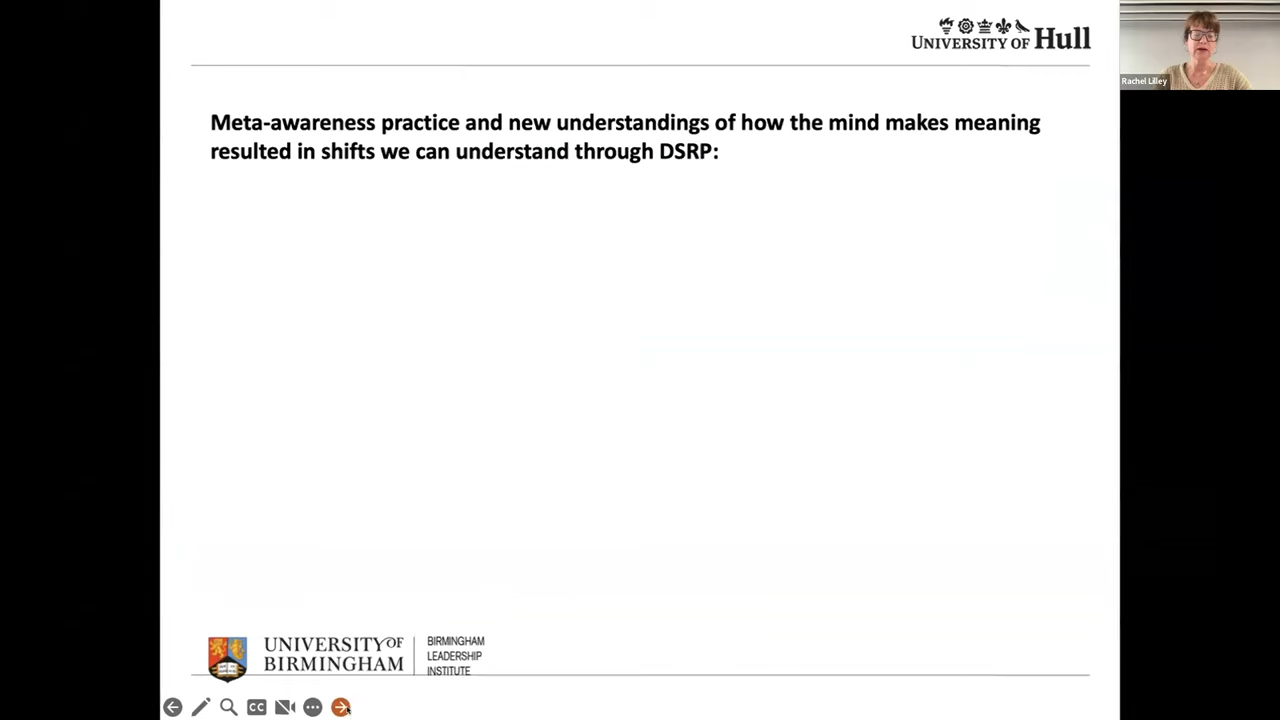 UNIVERSITY OF Hull
Rachel Lilley
Meta-awareness practice and new understandings of how the mind makes meaning
resulted in shifts we can understand through DSRP:
UNIVERSITY OF
BIRMINGHAM
BIRMINGHAM
LEADERSHIP
INSTITUTE
CC